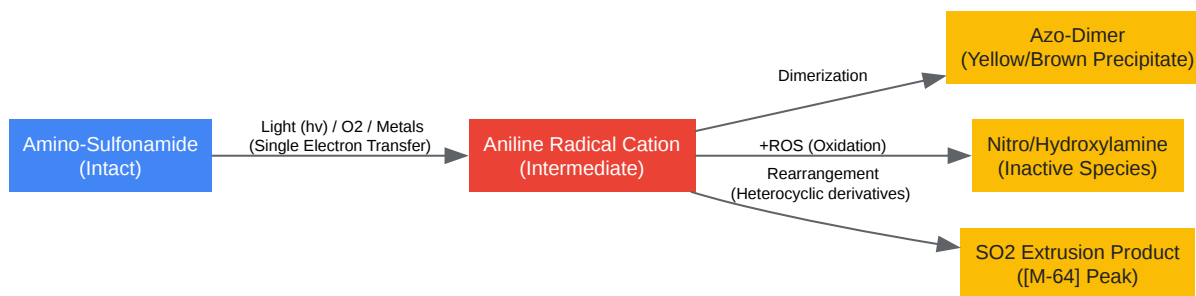 Azo-Dimer
(Yellow/Brown Precipitate)
Dimerization
Light (hv) / O2 / Metals
(Single Electron Transfer)
Amino-Sulfonamide
(Intact)
Aniline Radical Cation
(Intermediate)
+ROS (Oxidation)
Nitro/Hydroxylamine
(Inactive Species)
Rearrangement
(Heterocyclic derivatives)
SO2 Extrusion Product
([M-64] Peak)